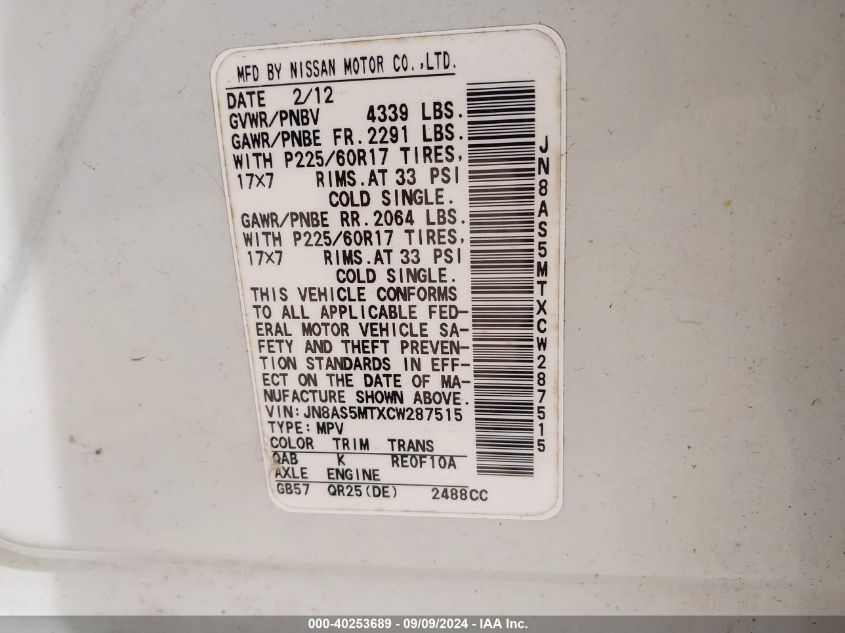 MFD BY NISSAN MOTOR CO.,LTD.
DATE 2/12
GVWR/PNBV 4339 LBS.
GAWR/PNBE FR.2291 LBS.
WITH P225/60R17 TIRES,
17X7 RIMS.AT 33 PSI
COLD SINGLE.
GAWR/PNBE RR.2064 LBS.
WITH P225/60R17 TIRES,
17X7 RIMS.AT 33 PSI
COLD SINGLE.
THIS VEHICLE CONFORMS
TO ALL APPLICABLE FED-
ERAL MOTOR VEHICLE SA-
FETY AND THEFT PREVEN-
TION STANDARDS IN EFF-
ECT ON THE DATE OF MA-
NUFACTURE SHOWN ABOVE.
VIN:JN8AS5MTXCW287515
TYPE:MPV
COLOR TRIM TRANS
QAB K RE0F10A
AXLE ENGINE
GB57 QR25(DE) 2488CC
JN8AS5MTXCW287515
000-40253689 - 09/09/2024 - IAA Inc.